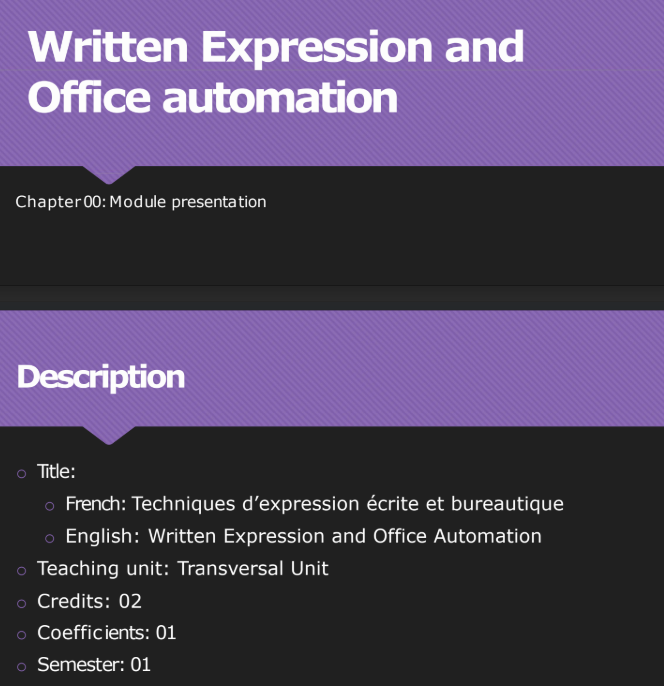 Written Expression and
Office automation
Chapter 00: Module presentation
Description
Title:
French: Techniques d’expression écrite et bureautique
English: Written Expression and Office Automation
Teaching unit: Transversal Unit
Credits: 02
Coefficients: 01
Semester: 01